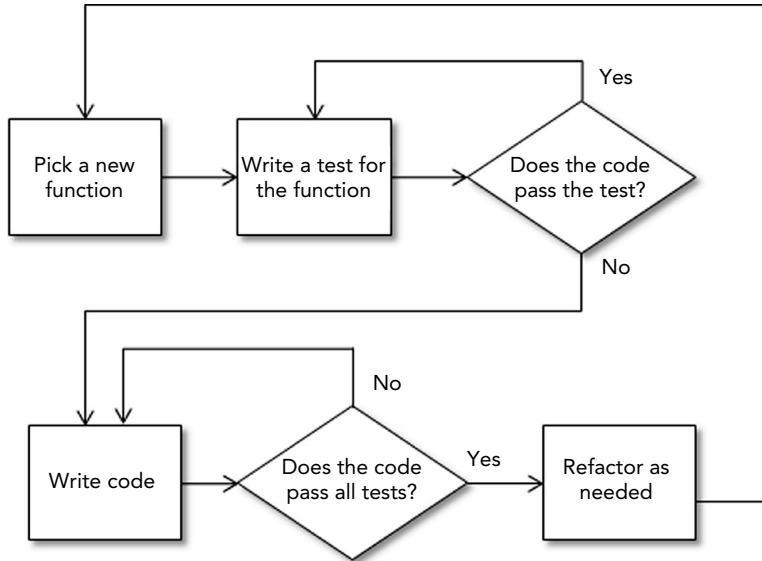 Yes
Pick a new
function
Write a test for
the function
Does the code
pass the test?
No
No
Write code
Does the code
pass all tests?
Yes
Refactor as
needed